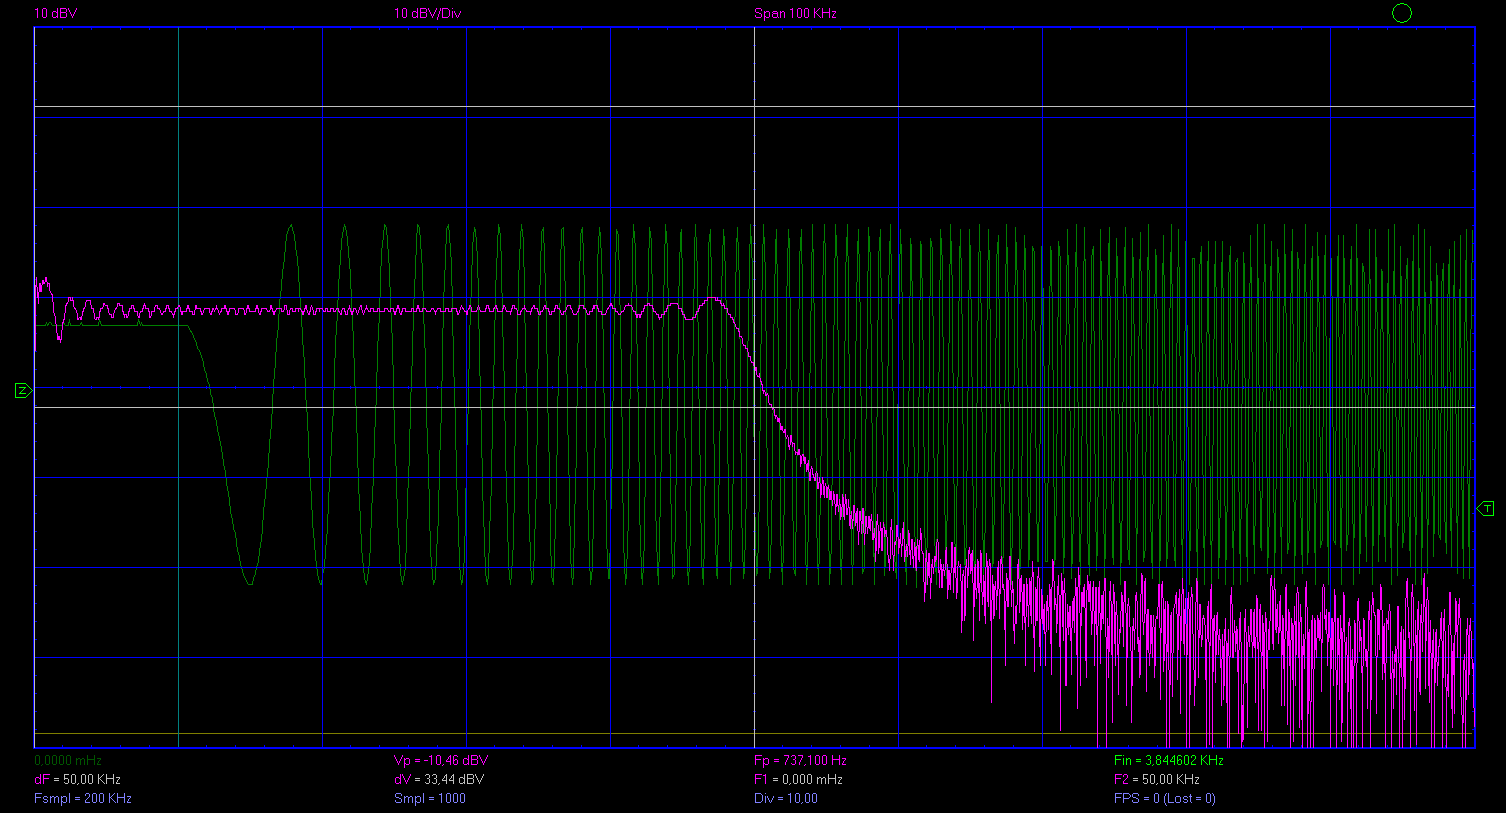 10 dBV 10 dBV/Div Span 100 KHz
Z
T
0,0000 mHz Vp = -10,46 dBV Fp = 737,100 Hz Fin = 3,844602 KHz
dF = 50,00 KHz dV = 33,44 dBV F1 = 0,000 mHz F2 = 50,00 KHz
Fsmpl = 200 KHz Smpl = 1000 Div = 10,00 FPS = 0 (Lost = 0)